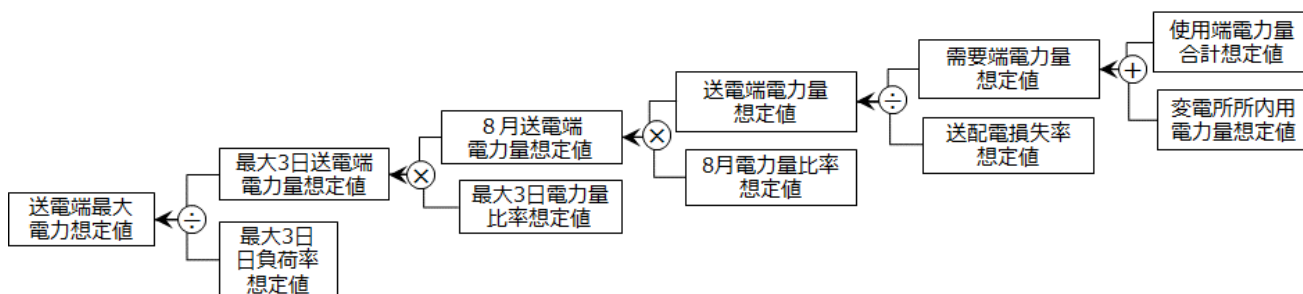 使用端電力量
合計想定値
+
変電所所内用
電力量想定値
需要端電力量
想定値
÷
送配電損失率
想定値
送電端電力量
想定値
×
8月電力量比率
想定値
８月送電端
電力量想定値
×
最大3日電力量
比率想定値
最大3日送電端
電力量想定値
÷
最大3日
日負荷率
想定値
送電端最大
電力想定値